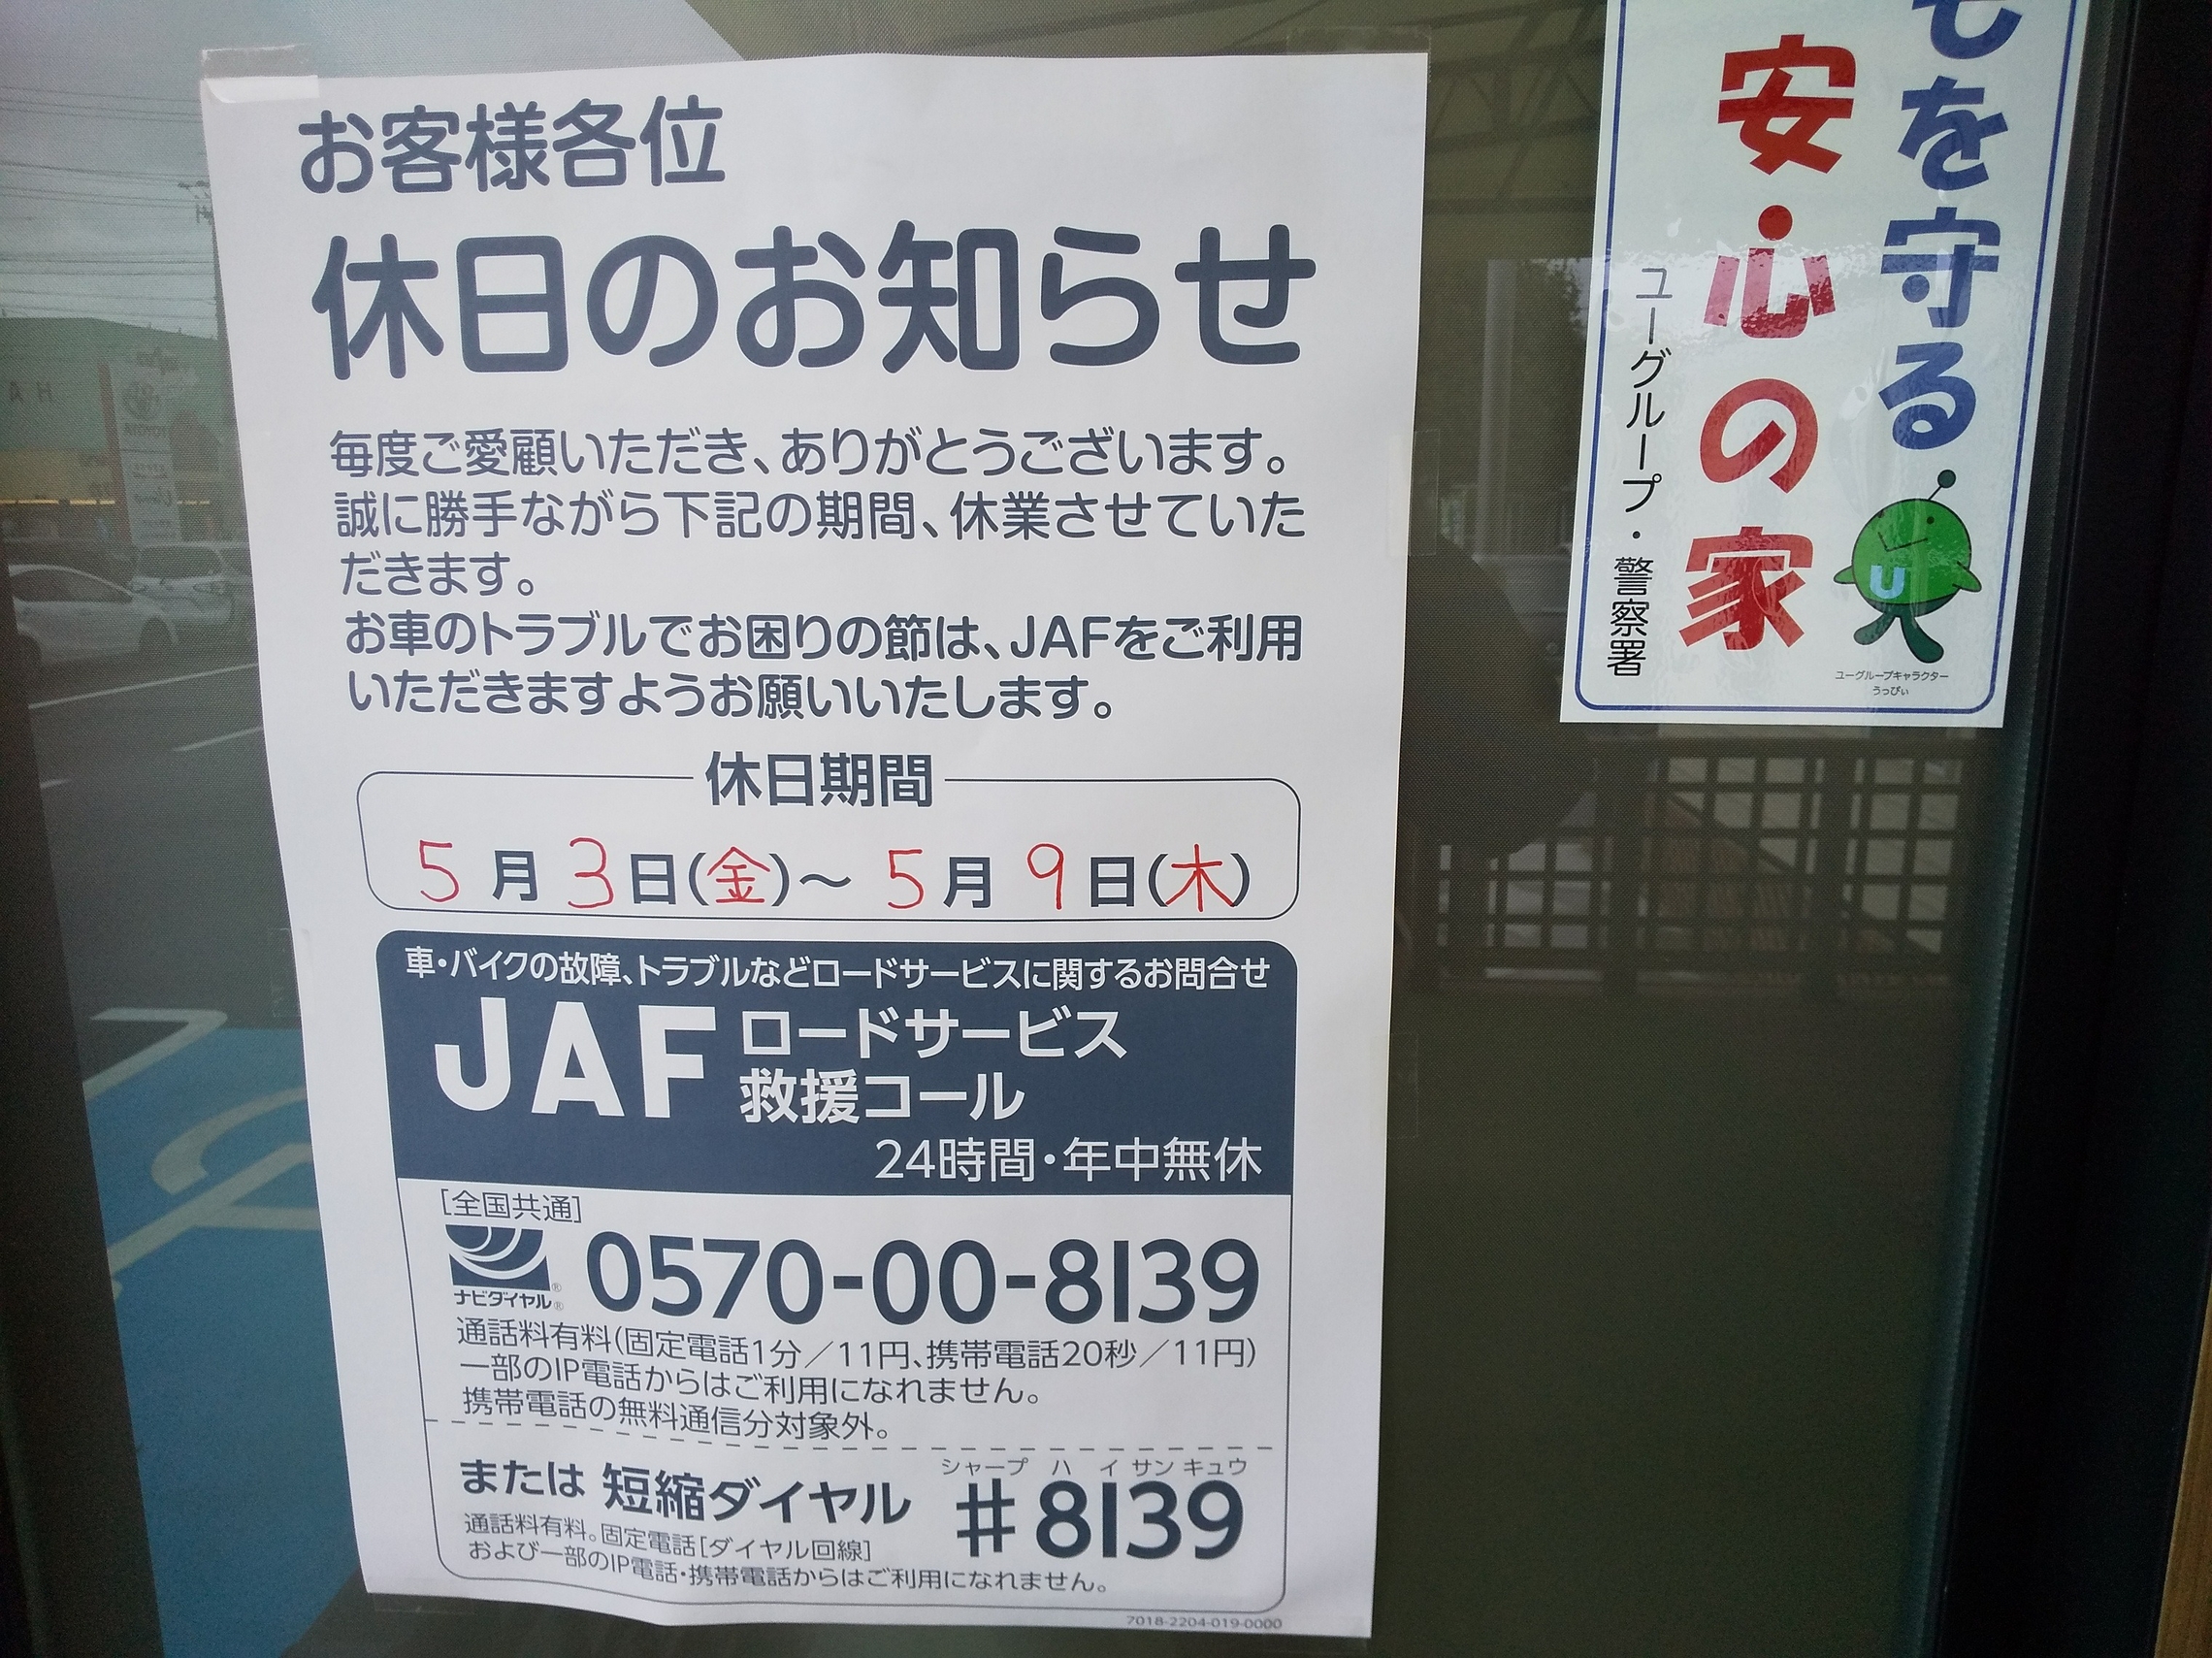 お客様各位
休日のお知らせ
毎度ご愛顧いただき、ありがとうございます。
誠に勝手ながら下記の期間、休業させていた
だきます。
お車のトラブルでお困りの節は、JAFをご利用
いただきますようお願いいたします。
休日期間
5月3日(金)～5月9日(木)
車・バイクの故障、トラブルなどロードサービスに関するお問合せ
JAF ロードサービス
救援コール
24時間・年中無休
[全国共通]
ナビダイヤル® 0570-00-8139
通話料有料(固定電話1分／11円、携帯電話20秒／11円)
一部のIP電話からはご利用になれません。
携帯電話の無料通信分対象外。
シャープ ハ イ サン キュウ
または 短縮ダイヤル #8139
通話料有料。固定電話[ダイヤル回線]
および一部のIP電話・携帯電話からはご利用になれません。
7018-2204-019-0000
もを守る
安心の家
ユーグループ・警察署
U
ユーグループキャラクター
うっぴぃ
TOYOTA